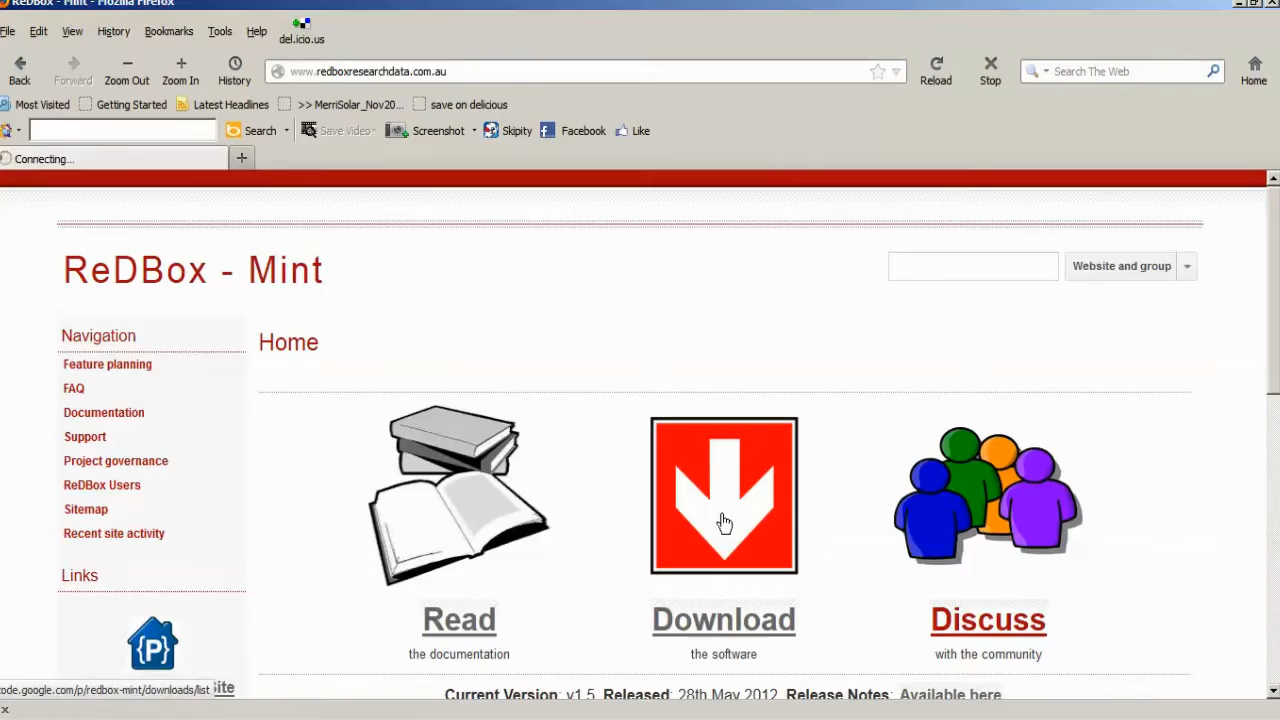 ReDBox - Mint - Mozilla Firefox
File Edit View History Bookmarks Tools Help del.icio.us
Back Forward Zoom Out Zoom In History www.redboxresearchdata.com.au Reload Stop Search The Web Home
Most Visited Getting Started Latest Headlines >> MerriSolar_Nov20... save on delicious
Search Save Video Screenshot Skipity Facebook Like
Connecting...
ReDBox - Mint
Website and group
Navigation
Feature planning
FAQ
Documentation
Support
Project governance
ReDBox Users
Sitemap
Recent site activity
Links
{P}
Home
Read
the documentation
Download
the software
Discuss
with the community
Current Version: v1.5 Released: 28th May 2012 Release Notes: Available here
code.google.com/p/redbox-mint/downloads/list